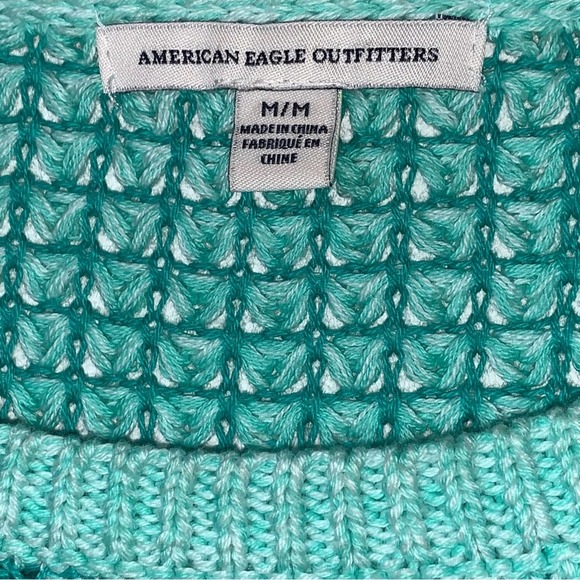 AMERICAN EAGLE OUTFITTERS
M/M
MADE IN CHINA
FABRIQUÉ EN
CHINE